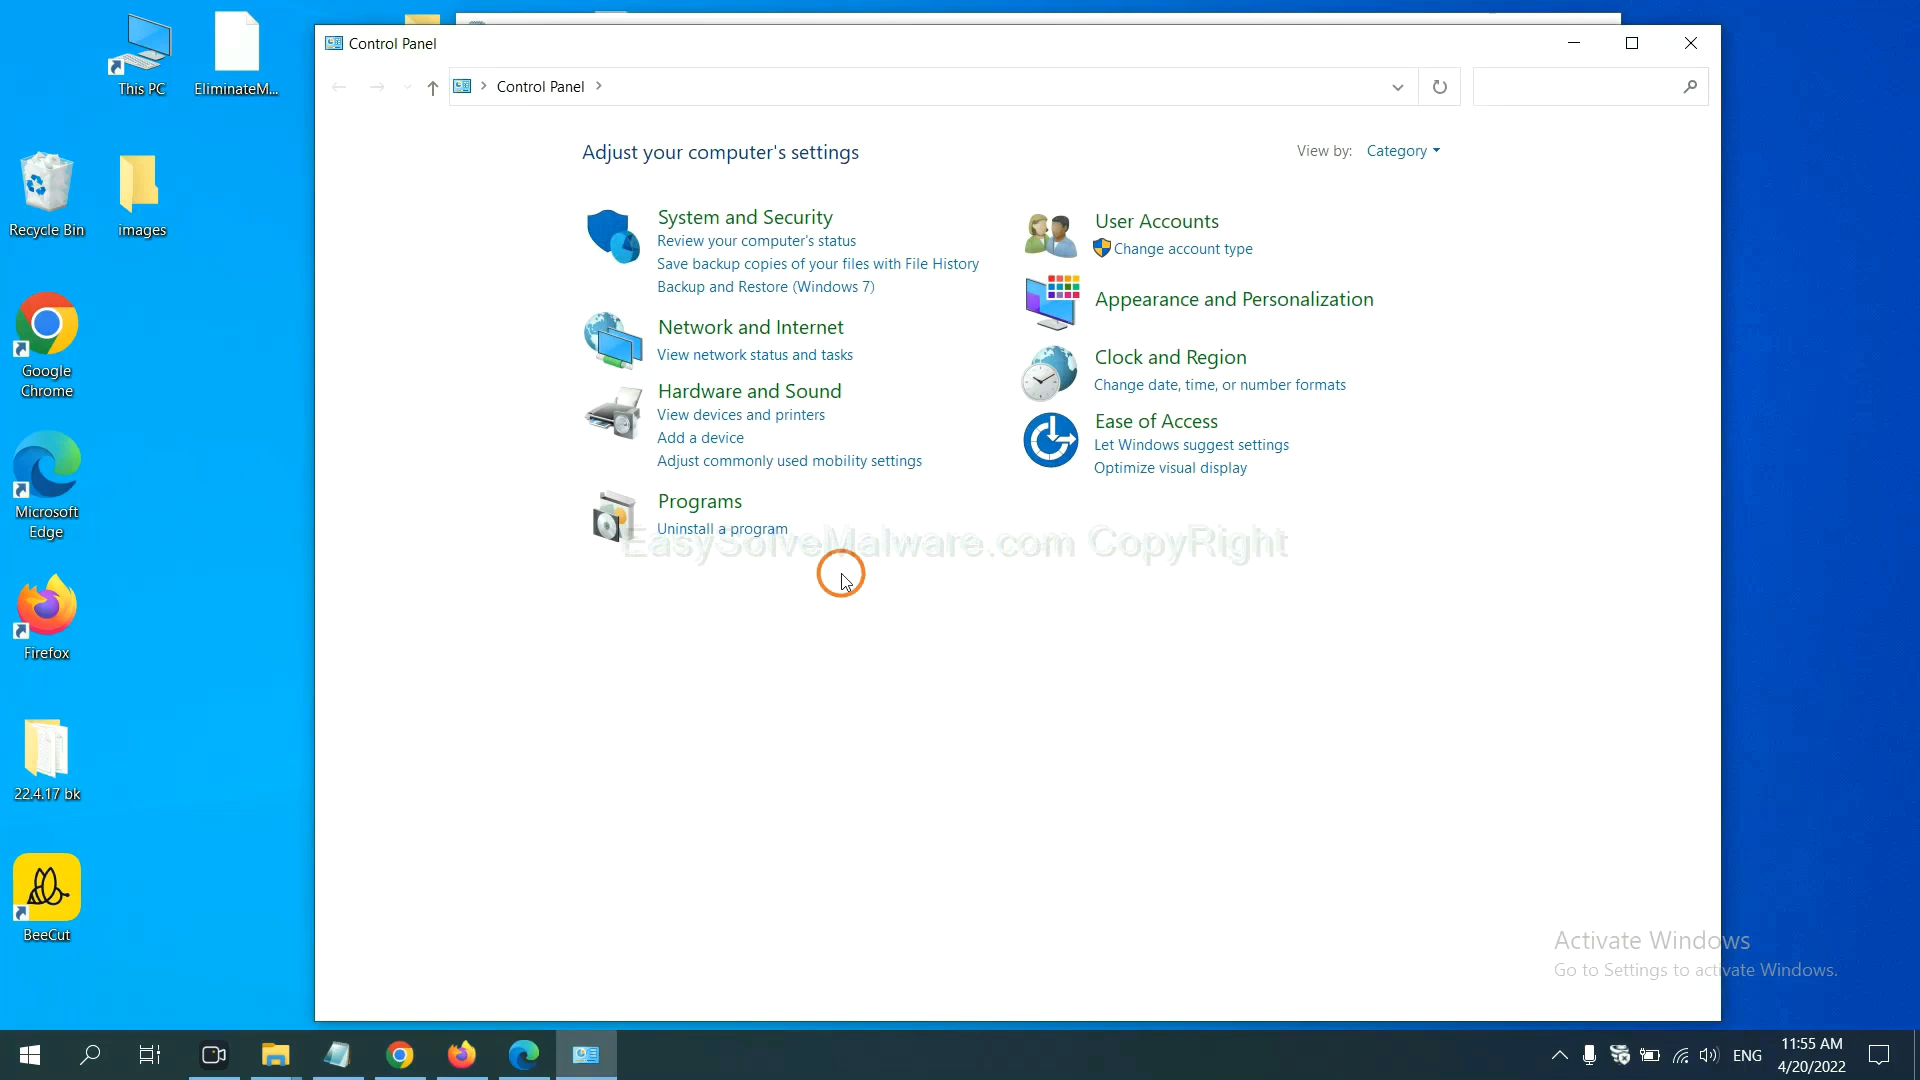 This PC
EliminateM...
Recycle Bin
images
Google
Chrome
Microsoft
Edge
Firefox
22.4.17 bk
BeeCut
Control Panel
Control Panel
Adjust your computer's settings
View by: Category
System and Security
Review your computer's status
Save backup copies of your files with File History
Backup and Restore (Windows 7)
Network and Internet
View network status and tasks
Hardware and Sound
View devices and printers
Add a device
Adjust commonly used mobility settings
Programs
Uninstall a program
User Accounts
Change account type
Appearance and Personalization
Clock and Region
Change date, time, or number formats
Ease of Access
Let Windows suggest settings
Optimize visual display
EasySolveMalware.com CopyRight
Activate Windows
Go to Settings to activate Windows.
ENG
11:55 AM
4/20/2022